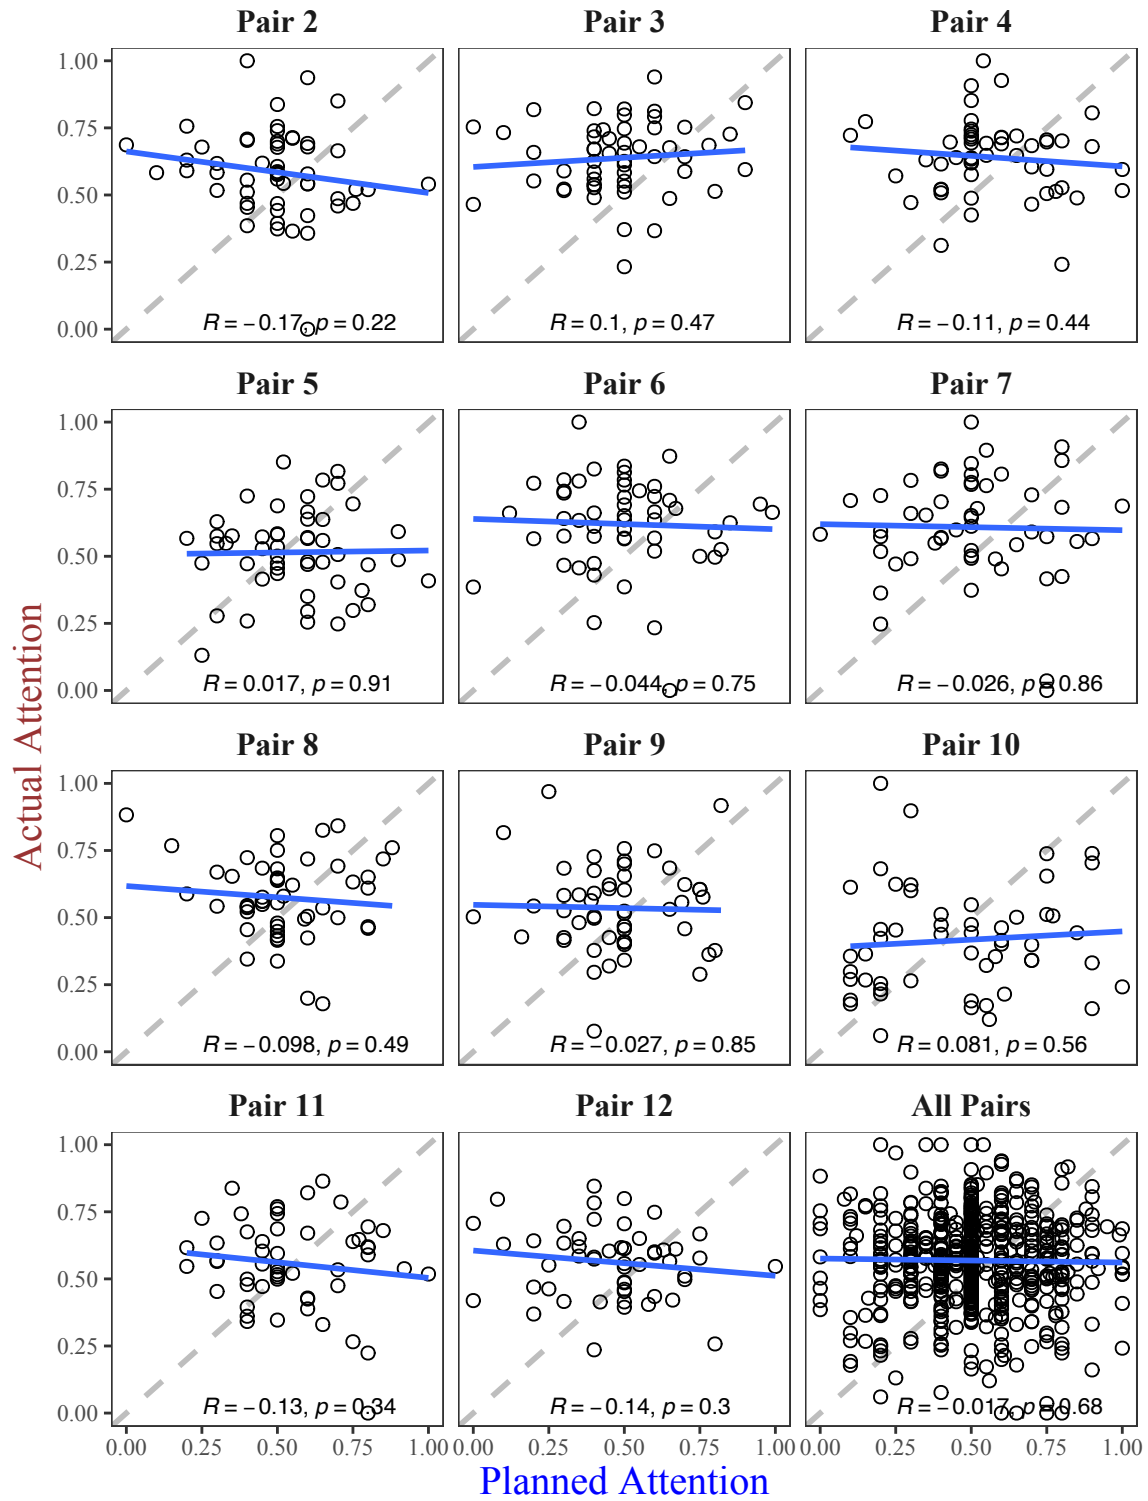 Pair 2 Pair 3 Pair 4
1.00
0.75
0.50
0.25
0.00
R = −0.17, p = 0.22 R = 0.1, p = 0.47 R = −0.11, p = 0.44
Pair 5 Pair 6 Pair 7
1.00
0.75
0.50
0.25
0.00
R = 0.017, p = 0.91 R = −0.044, p = 0.75 R = −0.026, p = 0.86
Pair 8 Pair 9 Pair 10
1.00
0.75
0.50
0.25
0.00
R = −0.098, p = 0.49 R = −0.027, p = 0.85 R = 0.081, p = 0.56
Pair 11 Pair 12 All Pairs
1.00
0.75
0.50
0.25
0.00
R = −0.13, p = 0.34 R = −0.14, p = 0.3 R = −0.017, p = 0.68
0.00 0.25 0.50 0.75 1.00 0.00 0.25 0.50 0.75 1.00 0.00 0.25 0.50 0.75 1.00
Actual Attention
Planned Attention